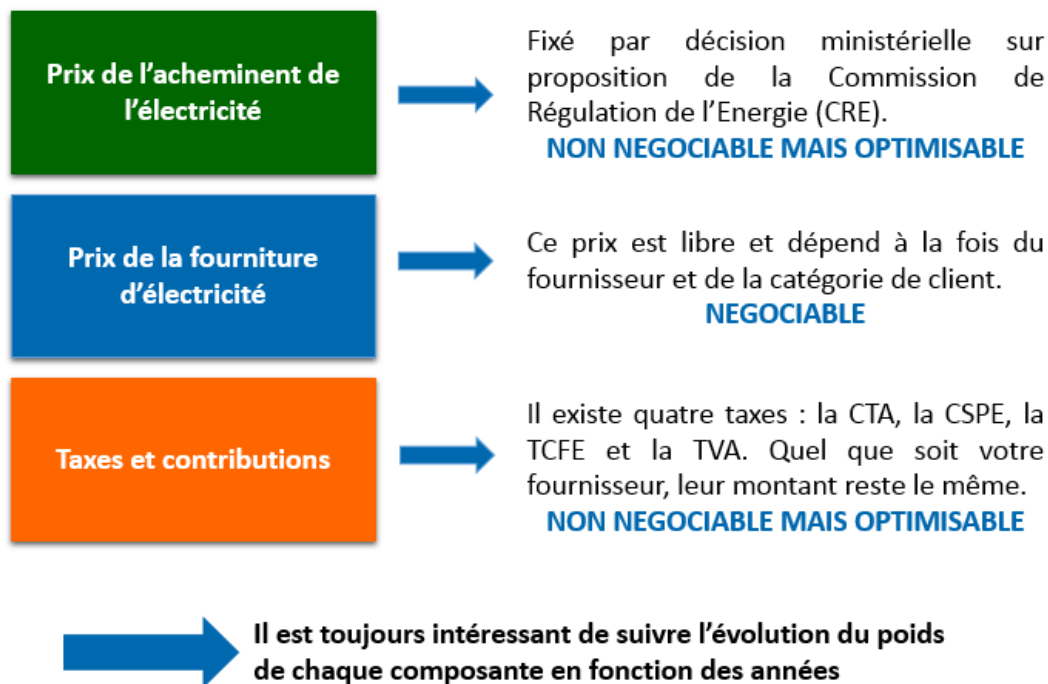 Prix de l’acheminent de
l’électricité
Fixé par décision ministérielle sur
proposition de la Commission de
Régulation de l’Energie (CRE).
NON NEGOCIABLE MAIS OPTIMISABLE
Prix de la fourniture
d’électricité
Ce prix est libre et dépend à la fois du
fournisseur et de la catégorie de client.
NEGOCIABLE
Taxes et contributions
Il existe quatre taxes : la CTA, la CSPE, la
TCFE et la TVA. Quel que soit votre
fournisseur, leur montant reste le même.
NON NEGOCIABLE MAIS OPTIMISABLE
Il est toujours intéressant de suivre l’évolution du poids
de chaque composante en fonction des années